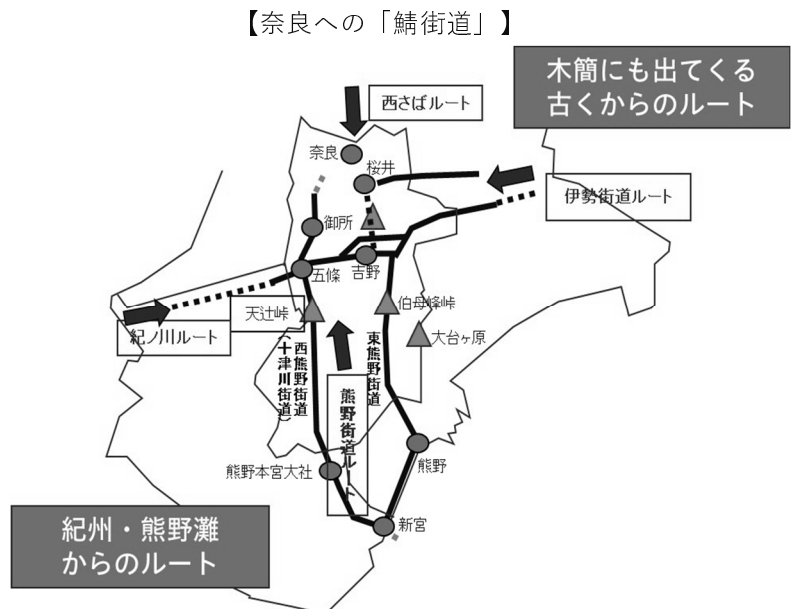 【奈良への「鯖街道」】
木簡にも出てくる
古くからのルート
西さばルート
奈良
桜井
伊勢街道ルート
御所
吉野
五條
天辻峠
伯母峰峠
紀ノ川ルート
大台ヶ原
西熊野街道
(十津川街道)
東熊野街道
熊野街道ルート
熊野
熊野本宮大社
新宮
紀州・熊野灘
からのルート